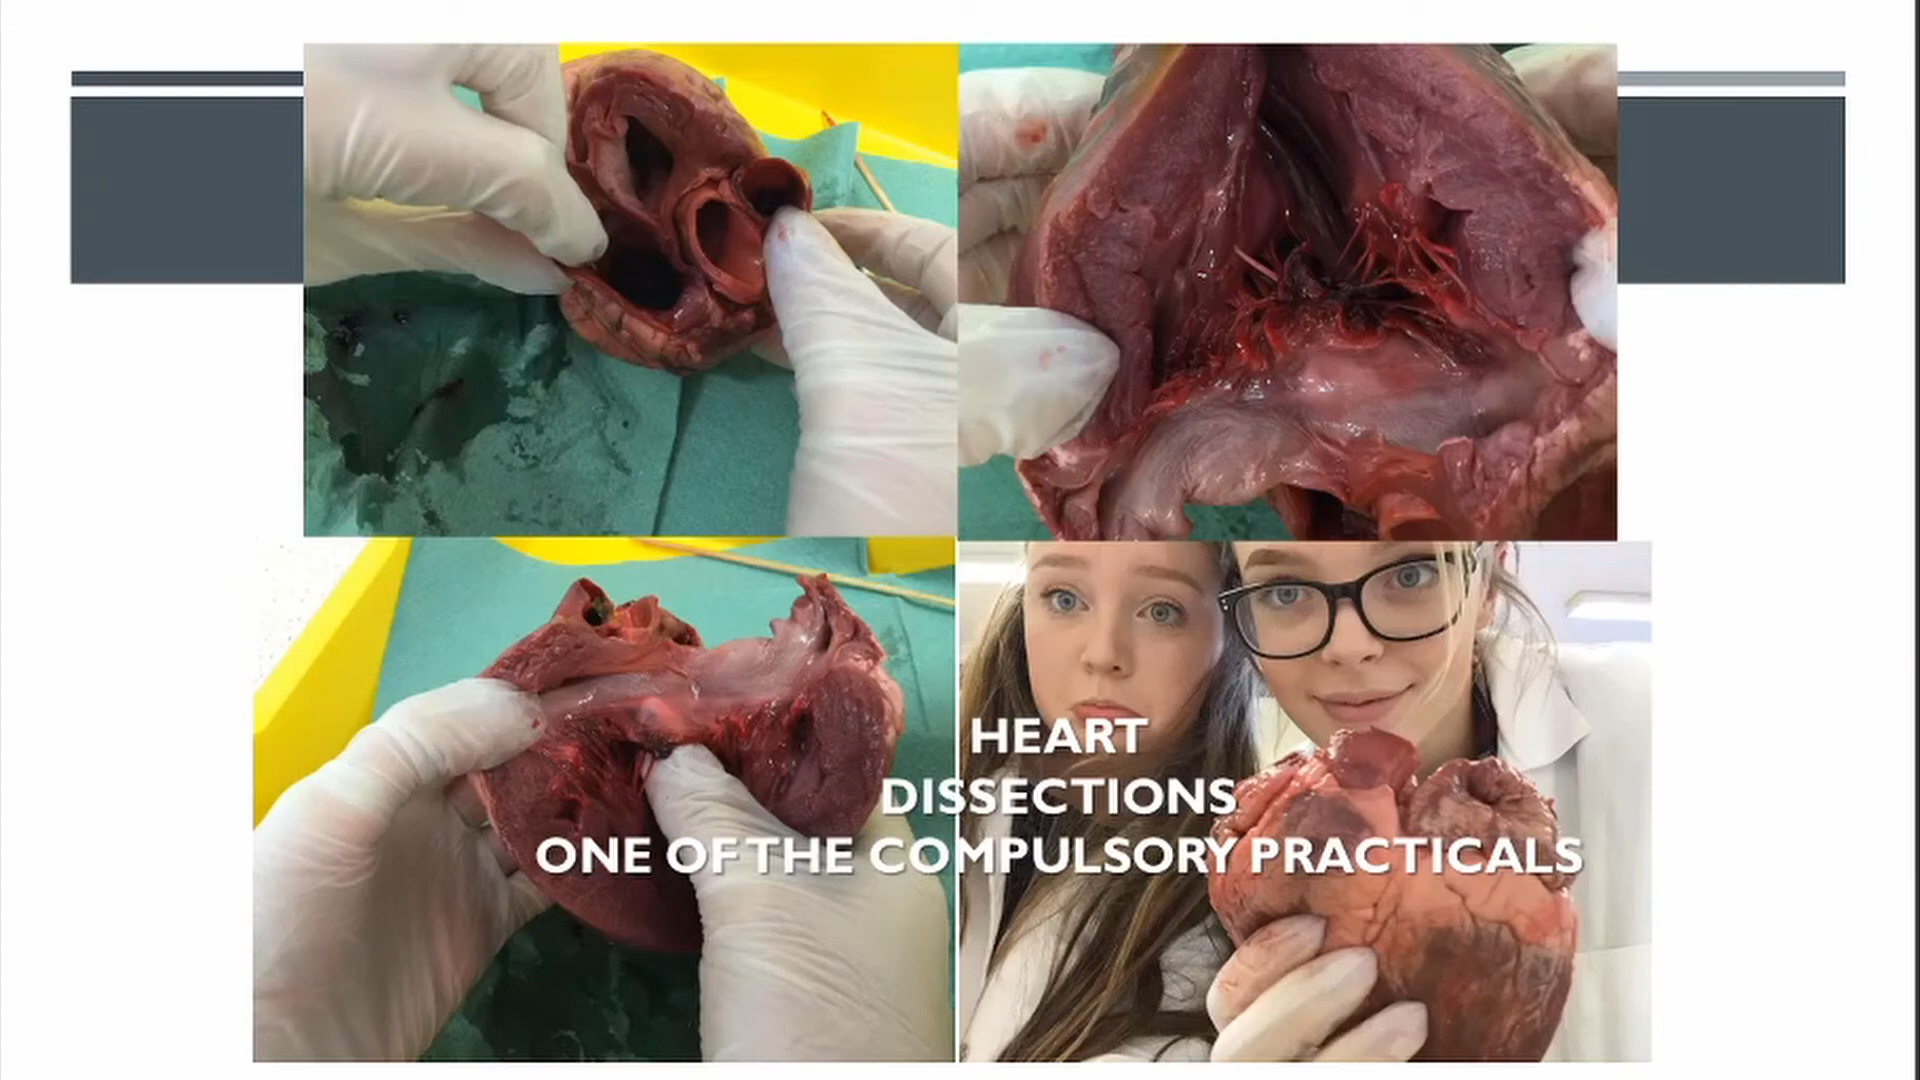 HEART
DISSECTIONS
ONE OF THE COMPULSORY PRACTICALS